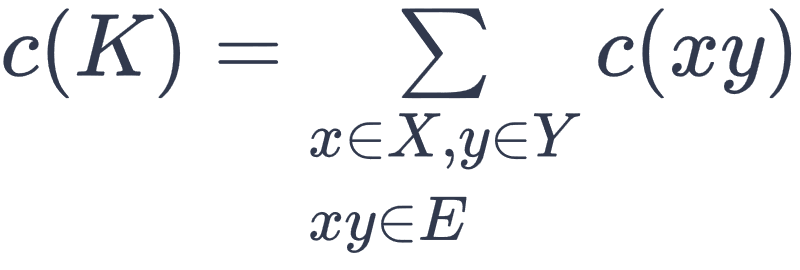 c(K) = ∑ c(xy)
x∈X,y∈Y
xy∈E